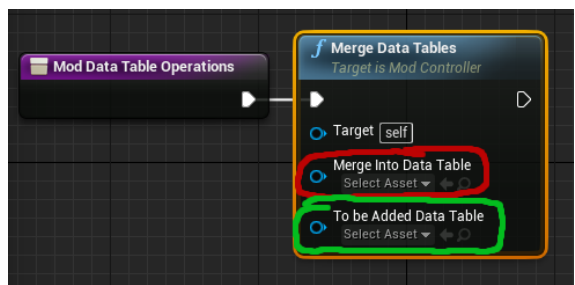 Mod Data Table Operations
f Merge Data Tables
Target is Mod Controller
Target self
Merge Into Data Table
Select Asset
To be Added Data Table
Select Asset